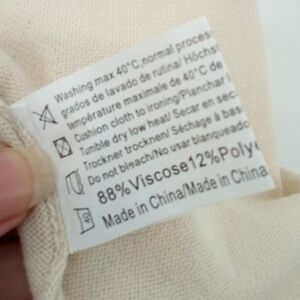 Washing max 40°C,normal process
grados de lavado de rutina/ Höchst
température maximale de 40°C de
Cushion cloth to ironing/Planchar
Tumble dry low heat/ Secar en sec
Trockner trocknen/ Séchage à bas
Do not bleach/No usar blanqueado
88%Viscose12%Polye
Made in China/Made in China
40